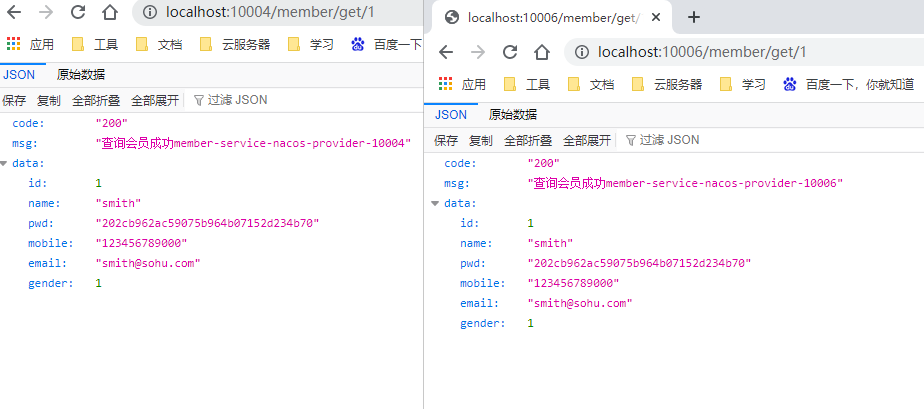 localhost:10004/member/get/1
应用 工具 文档 云服务器 学习 百度一下
JSON 原始数据
保存 复制 全部折叠 全部展开 过滤 JSON
code: "200"
msg: "查询会员成功member-service-nacos-provider-10004"
data:
id: 1
name: "smith"
pwd: "202cb962ac59075b964b07152d234b70"
mobile: "123456789000"
email: "smith@sohu.com"
gender: 1
localhost:10006/member/get/
localhost:10006/member/get/1
应用 工具 文档 云服务器 学习 百度一下，你就知道
JSON 原始数据
保存 复制 全部折叠 全部展开 过滤 JSON
code: "200"
msg: "查询会员成功member-service-nacos-provider-10006"
data:
id: 1
name: "smith"
pwd: "202cb962ac59075b964b07152d234b70"
mobile: "123456789000"
email: "smith@sohu.com"
gender: 1